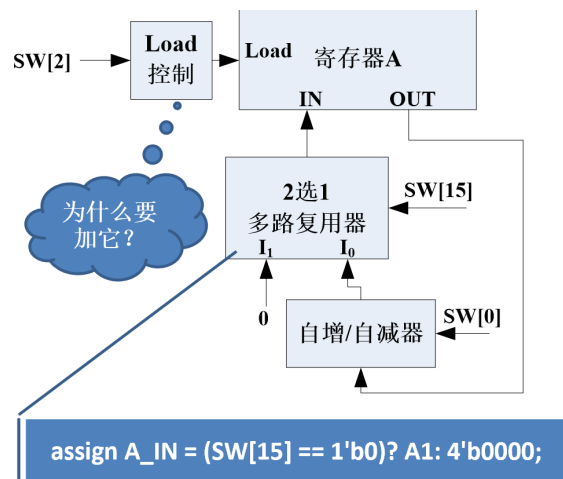 SW[2]
Load
控制
Load
寄存器A
IN
OUT
为什么要
加它？
2选1
多路复用器
I1
I0
SW[15]
0
自增/自减器
SW[0]
assign A_IN = (SW[15] == 1'b0)? A1: 4'b0000;